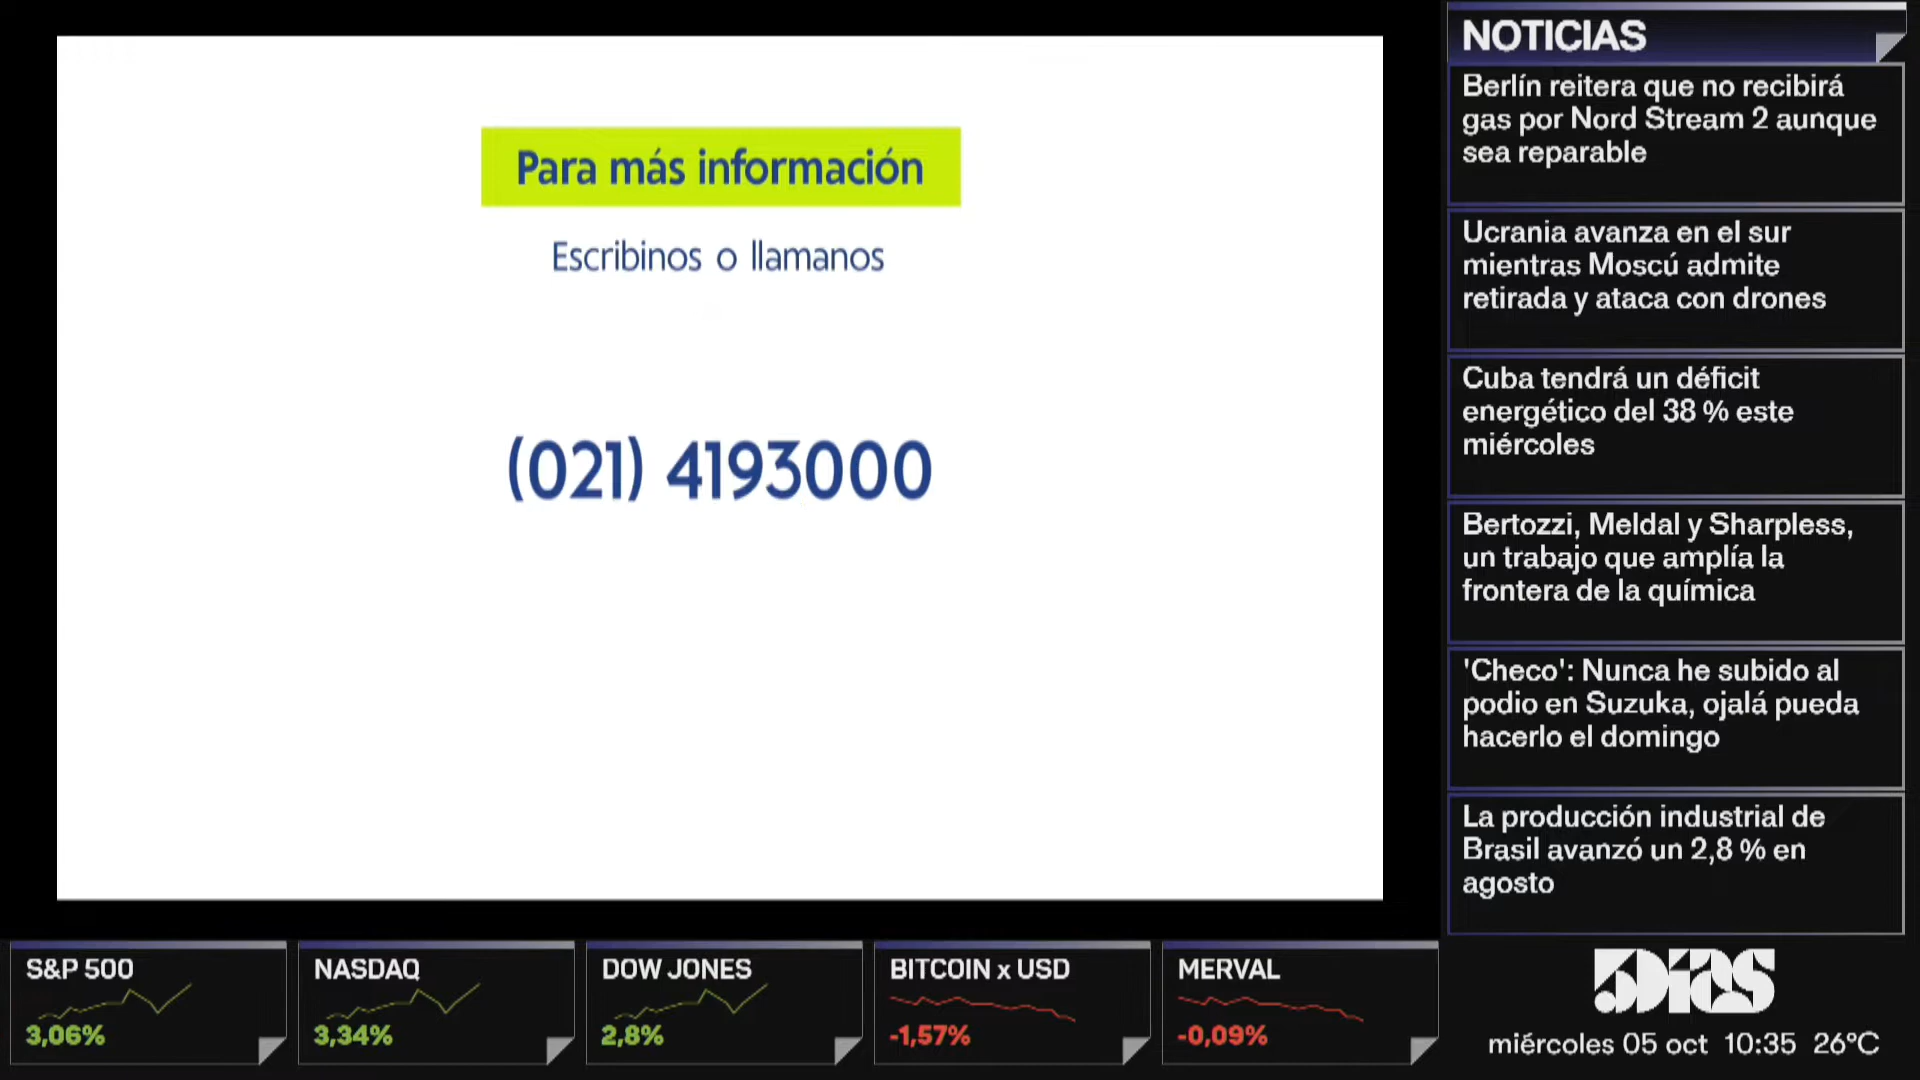 Para más información
Escribinos o llamanos
(021) 4193000
NOTICIAS
Berlín reitera que no recibirá
gas por Nord Stream 2 aunque
sea reparable
Ucrania avanza en el sur
mientras Moscú admite
retirada y ataca con drones
Cuba tendrá un déficit
energético del 38 % este
miércoles
Bertozzi, Meldal y Sharpless,
un trabajo que amplía la
frontera de la química
'Checo': Nunca he subido al
podio en Suzuka, ojalá pueda
hacerlo el domingo
La producción industrial de
Brasil avanzó un 2,8 % en
agosto
S&P 500
3,06%
NASDAQ
3,34%
DOW JONES
2,8%
BITCOIN x USD
-1,57%
MERVAL
-0,09%
5Días
miércoles 05 oct 10:35 26°C